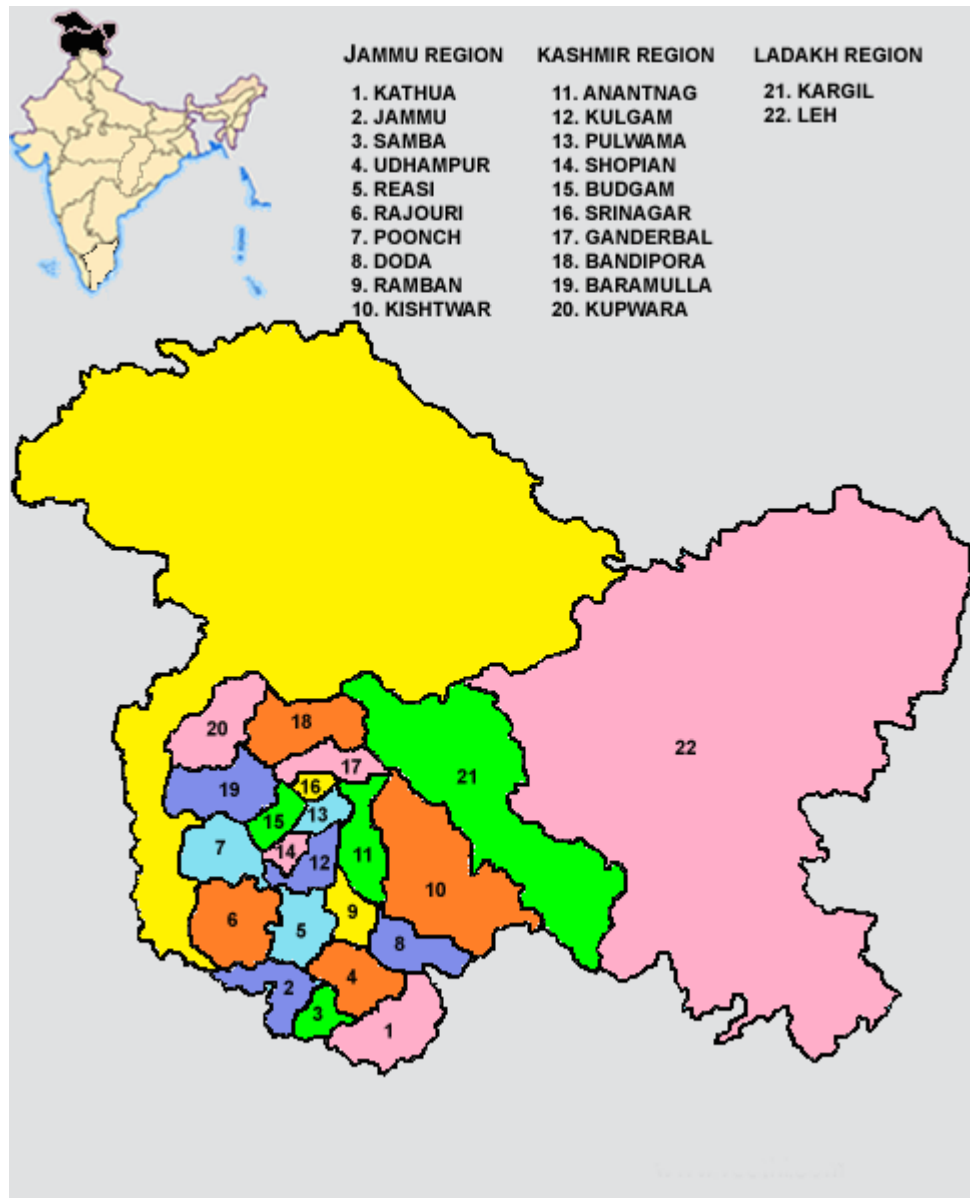 JAMMU REGION
1. KATHUA
2. JAMMU
3. SAMBA
4. UDHAMPUR
5. REASI
6. RAJOURI
7. POONCH
8. DODA
9. RAMBAN
10. KISHTWAR
KASHMIR REGION
11. ANANTNAG
12. KULGAM
13. PULWAMA
14. SHOPIAN
15. BUDGAM
16. SRINAGAR
17. GANDERBAL
18. BANDIPORA
19. BARAMULLA
20. KUPWARA
LADAKH REGION
21. KARGIL
22. LEH
20
18
17
22
21
19
16
15
13
7
14
12
11
10
6
5
9
8
4
2
3
1